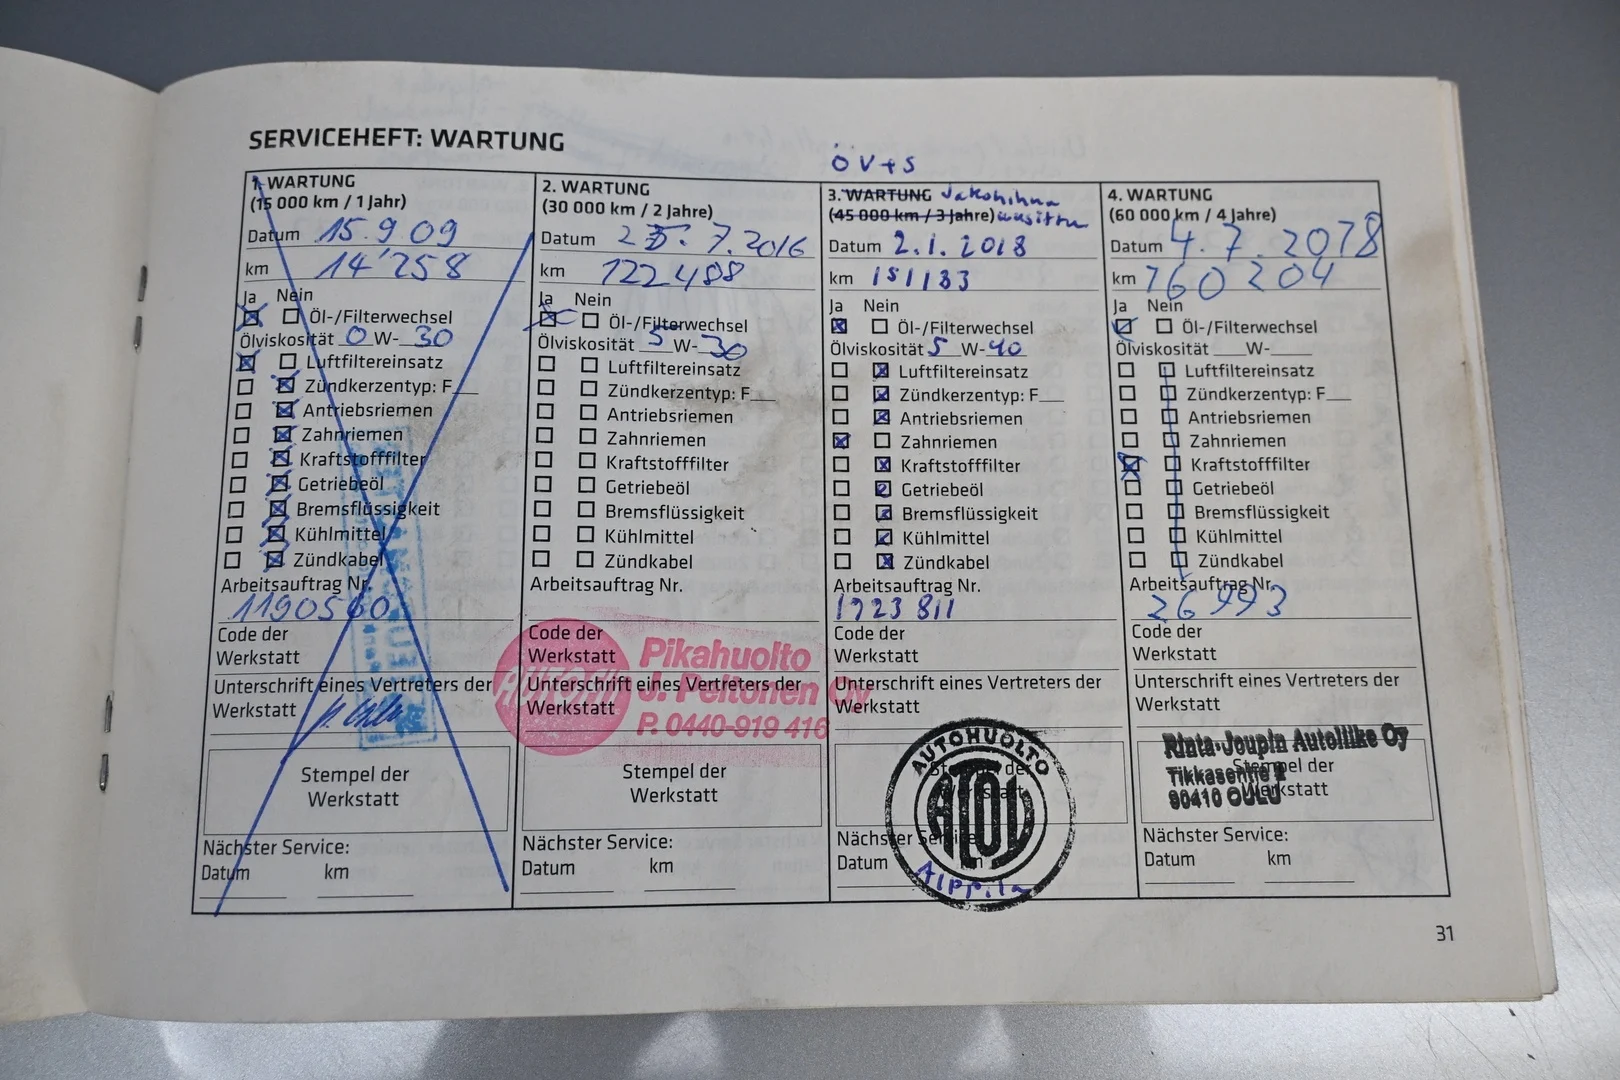 SERVICEHEFT: WARTUNG
1. WARTUNG
(15 000 km / 1 Jahr)
Datum 15.9.09
km 14'258
Ja Nein
Öl-/Filterwechsel
Ölviskosität 0 W-30
Luftfiltereinsatz
Zündkerzentyp: F
Antriebsriemen
Zahnriemen
Kraftstofffilter
Getriebeöl
Bremsflüssigkeit
Kühlmittel
Zündkabel
Arbeitsauftrag Nr.
1190560
Code der
Werkstatt
Unterschrift eines Vertreters der
Werkstatt
Stempel der
Werkstatt
Nächster Service:
Datum km
2. WARTUNG
(30 000 km / 2 Jahre)
Datum 25.7.2016
km 122488
Ja Nein
Öl-/Filterwechsel
Ölviskosität 5 W-30
Luftfiltereinsatz
Zündkerzentyp: F
Antriebsriemen
Zahnriemen
Kraftstofffilter
Getriebeöl
Bremsflüssigkeit
Kühlmittel
Zündkabel
Arbeitsauftrag Nr.
Code der
Werkstatt
Unterschrift eines Vertreters der
Werkstatt
Pikahuolto
J. Peltonen Oy
P. 0440-919 416
Stempel der
Werkstatt
Nächster Service:
Datum km
ÖV+S
3. WARTUNG Jakohihna
(45 000 km / 3 Jahre) uusittu
Datum 2.1.2018
km 151133
Ja Nein
Öl-/Filterwechsel
Ölviskosität 5 W-40
Luftfiltereinsatz
Zündkerzentyp: F
Antriebsriemen
Zahnriemen
Kraftstofffilter
Getriebeöl
Bremsflüssigkeit
Kühlmittel
Zündkabel
Arbeitsauftrag Nr.
1723811
Code der
Werkstatt
Unterschrift eines Vertreters der
Werkstatt
AUTOHUOLTO
ATOI
Stempel der
Werkstatt
Nächster Service:
Datum km
Alppila
4. WARTUNG
(60 000 km / 4 Jahre)
Datum 4.7.2018
km 160204
Ja Nein
Öl-/Filterwechsel
Ölviskosität W-
Luftfiltereinsatz
Zündkerzentyp: F
Antriebsriemen
Zahnriemen
Kraftstofffilter
Getriebeöl
Bremsflüssigkeit
Kühlmittel
Zündkabel
Arbeitsauftrag Nr.
26993
Code der
Werkstatt
Unterschrift eines Vertreters der
Werkstatt
Rinta-Joupin Autoliike Oy
Tikkasentie 2
90410 OULU
Stempel der
Werkstatt
Nächster Service:
Datum km
31